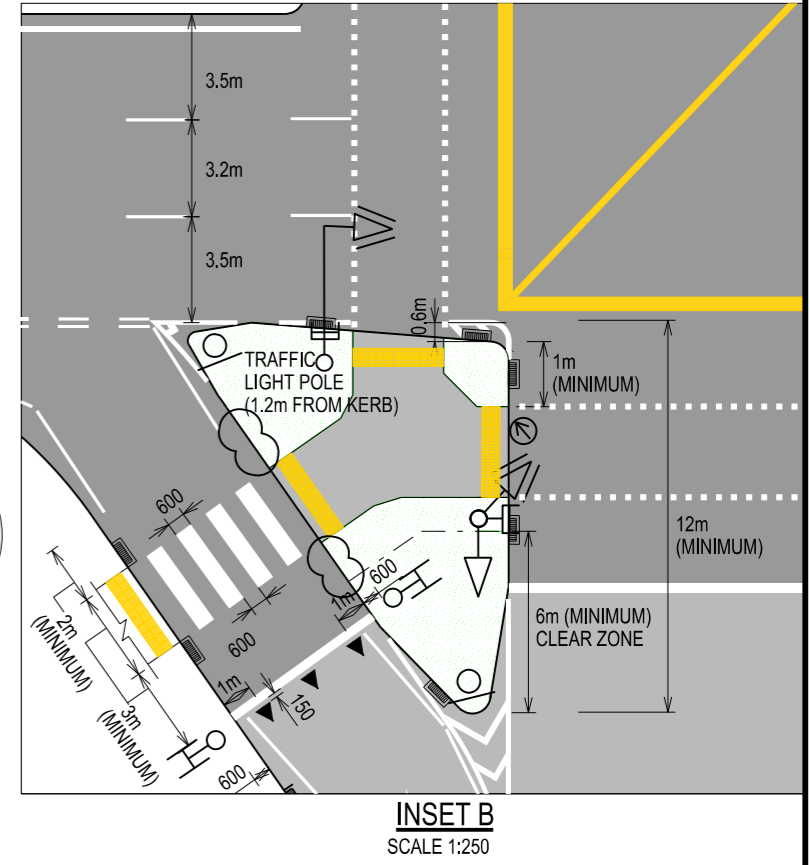 3.5m
3.2m
3.5m
0.6m
TRAFFIC
LIGHT POLE
(1.2m FROM KERB)
1m
(MINIMUM)
600
12m
(MINIMUM)
600
1m
6m (MINIMUM)
CLEAR ZONE
2m
(MINIMUM)
600
1m
150
3m
(MINIMUM)
600
INSET B
SCALE 1:250